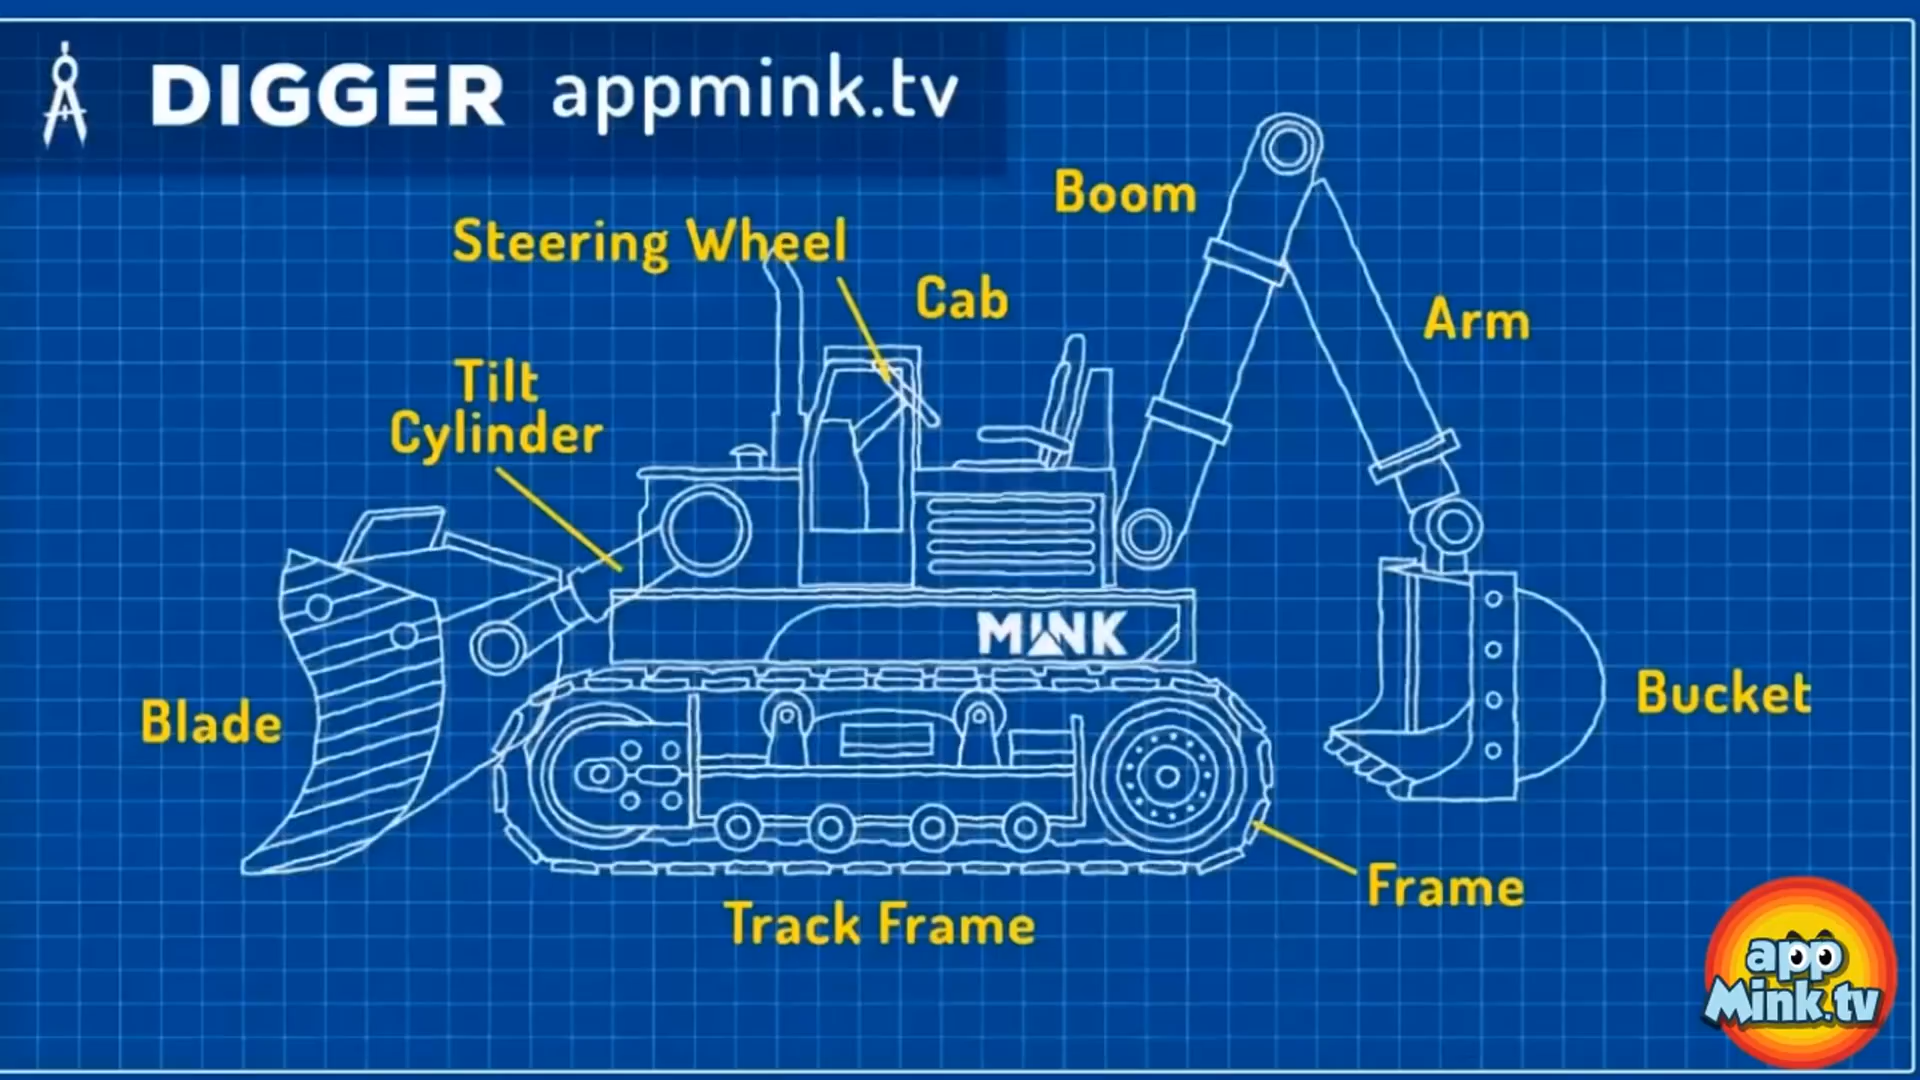 DIGGER appmink.tv
Boom
Steering Wheel
Cab
Arm
Tilt
Cylinder
MINK
Blade
Bucket
Frame
Track Frame
app
Mink.tv